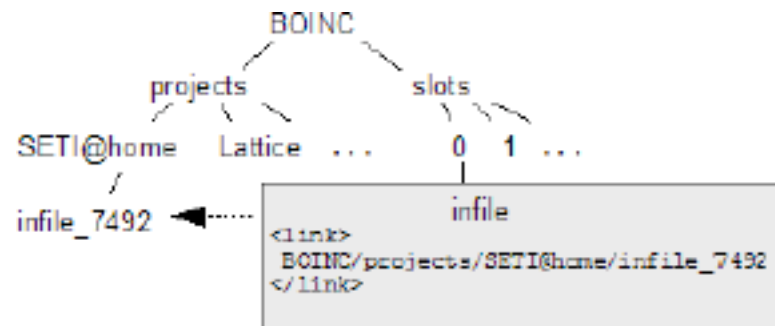 BOINC
projects slots
SETI@home Lattice ... 0 1 ...
infile_7492 infile
<link>
BOINC/projects/SETI@home/infile_7492
</link>